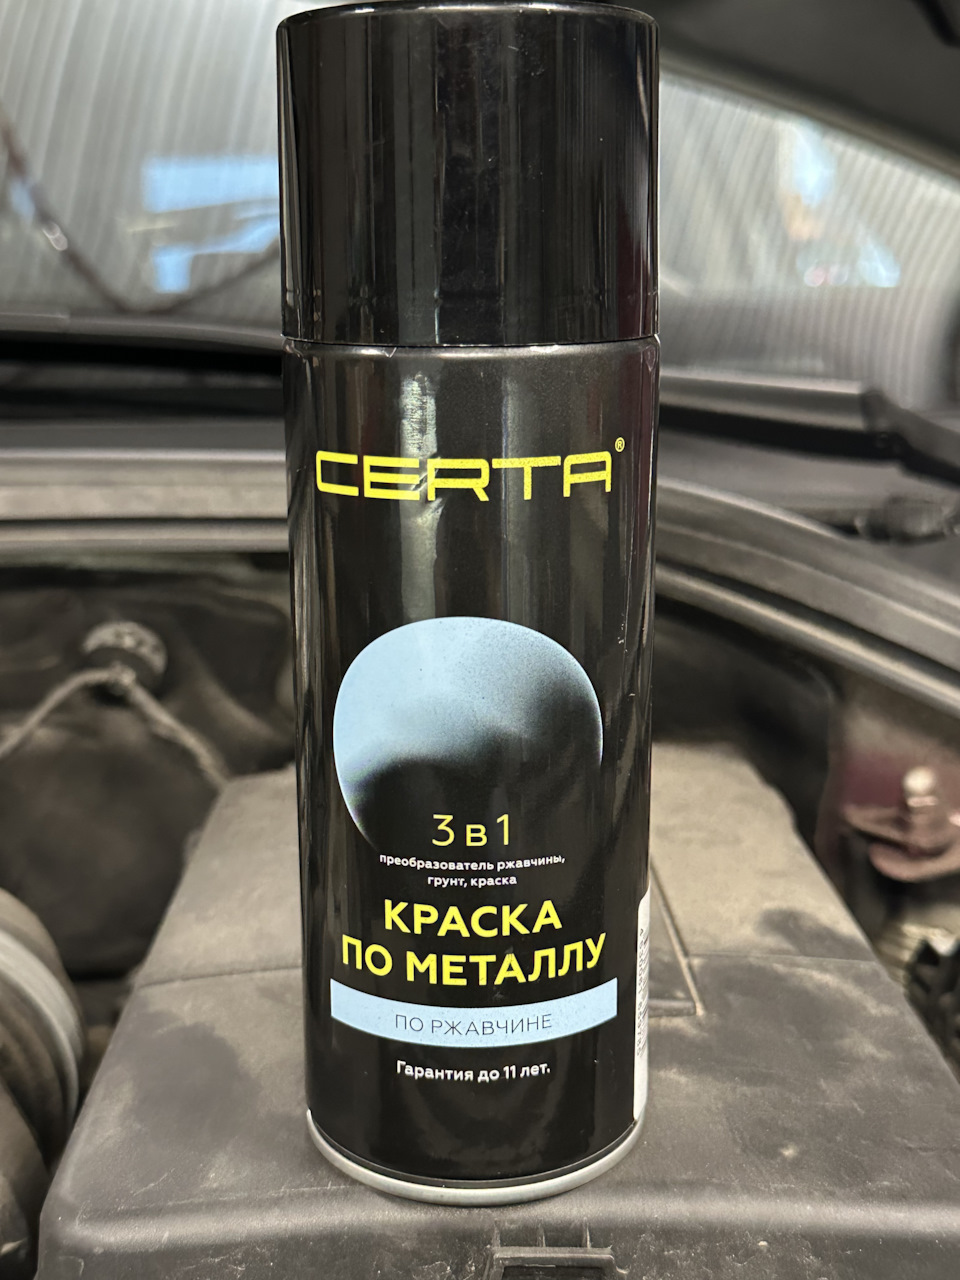 CERTA®
3 в 1
преобразователь ржавчины,
грунт, краска
КРАСКА
ПО МЕТАЛЛУ
ПО РЖАВЧИНЕ
Гарантия до 11 лет.